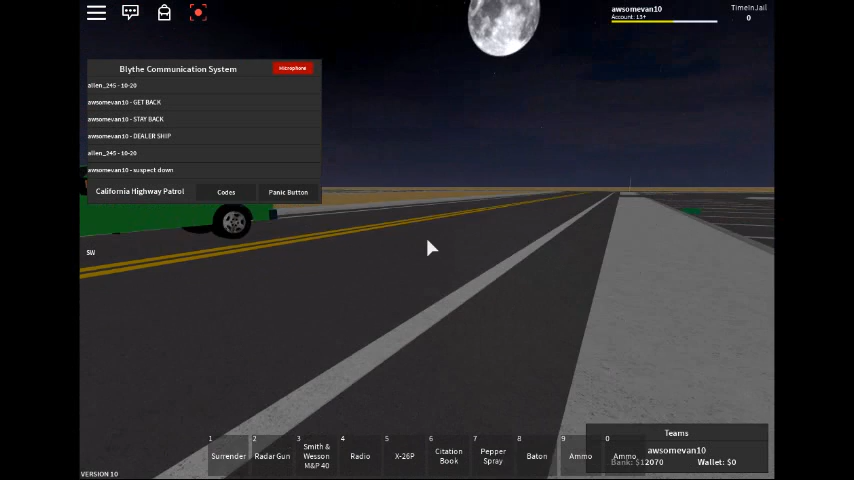 awsomevan10
Account: 13+
TimeInJail
0
Blythe Communication System
Microphone
allen_245 - 10-20
awsomevan10 - GET BACK
awsomevan10 - STAY BACK
awsomevan10 - DEALER SHIP
allen_245 - 10-20
awsomevan10 - suspect down
California Highway Patrol
Codes
Panic Button
SW
1
Surrender
2
Radar Gun
3
Smith &
Wesson
M&P 40
4
Radio
5
X-26P
6
Citation
Book
7
Pepper
Spray
8
Baton
9
Ammo
0
Ammo
Teams
awsomevan10
Bank: $12070
Wallet: $0
VERSION 10